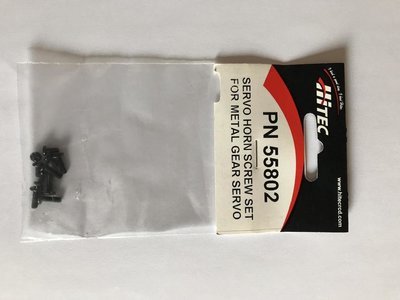 HiTEC
PN 55802
SERVO HORN SCREW SET
FOR METAL GEAR SERVO
www.hitecrcd.com